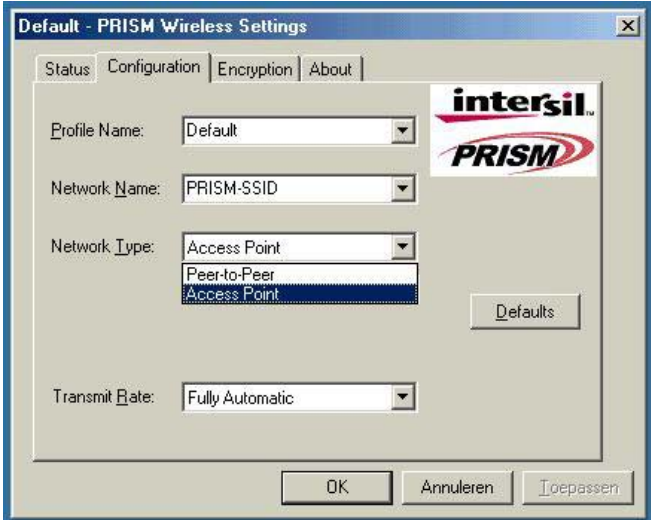 Default - PRISM Wireless Settings
Status Configuration Encryption About
intersil™
PRISM
Profile Name: Default
Network Name: PRISM-SSID
Network Type: Access Point
Peer-to-Peer
Access Point
Defaults
Transmit Rate: Fully Automatic
OK Annuleren Toepassen